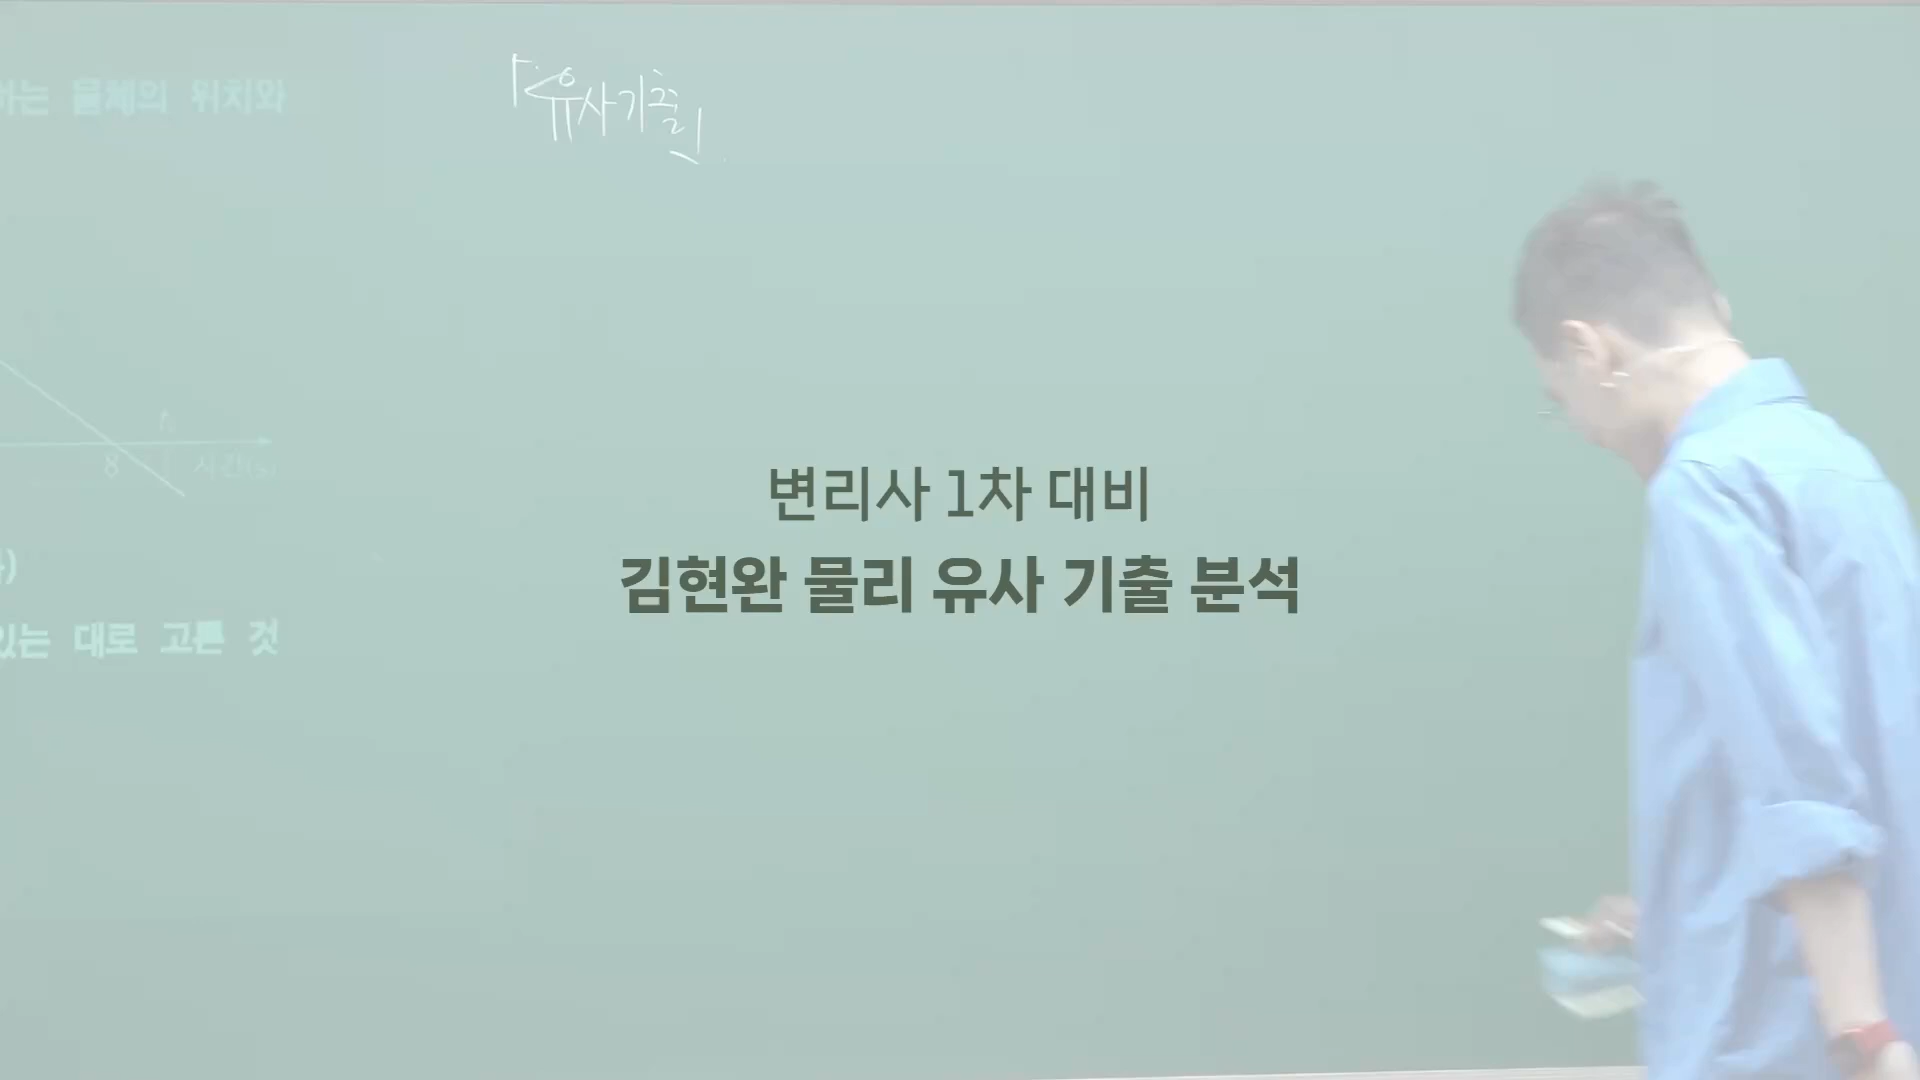 「<유사기출」
하는 물체의 위치와
t₀
8
시간(s)
변리사 1차 대비
김현완 물리 유사 기출 분석
있는 대로 고른 것